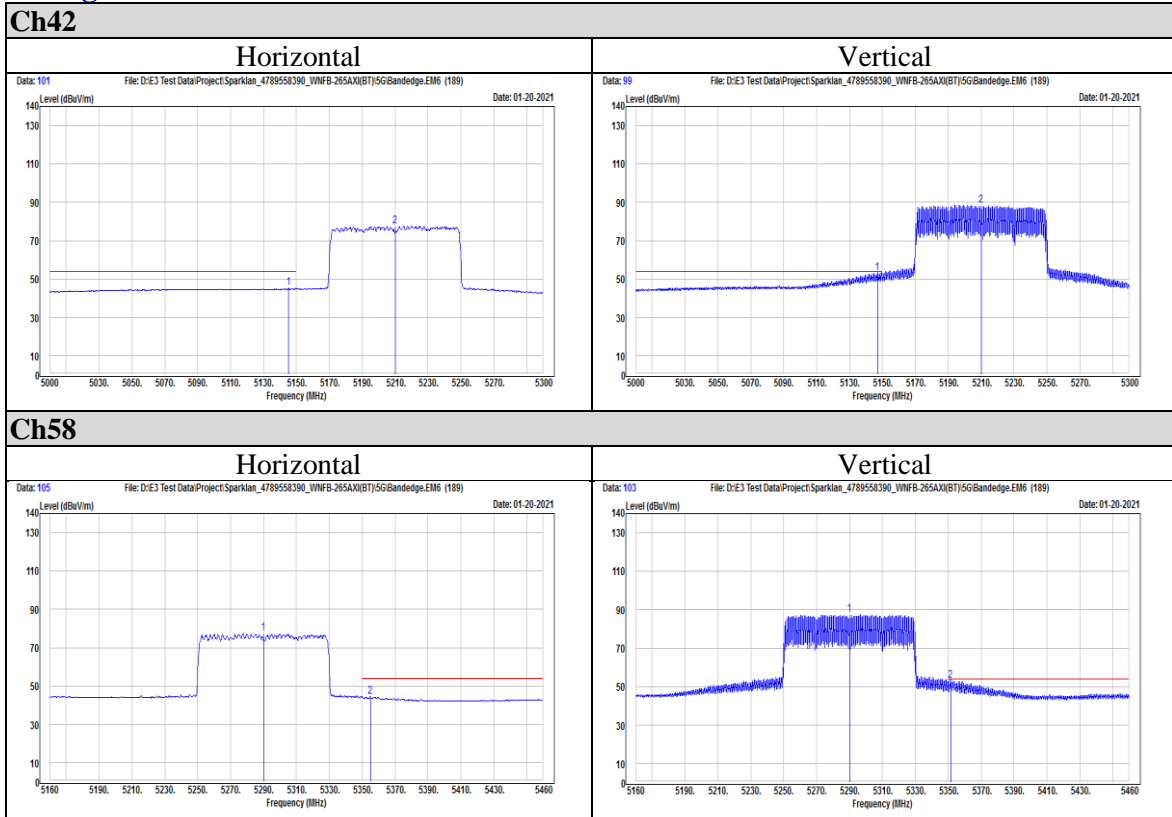 Ch42
Horizontal
Vertical
Data: 101 File: D:\E3 Test Data\Project\Sparklan_4789558390_WNFB-265AXI(BT)\5G\Bandedge.EM6 (189)
Level (dBuV/m) Date: 01-20-2021
140
130
110
90
70
50
30
10
0
2
1
5000 5030. 5050. 5070. 5090. 5110. 5130. 5150. 5170. 5190. 5210. 5230. 5250. 5270. 5300
Frequency (MHz)
Data: 99 File: D:\E3 Test Data\Project\Sparklan_4789558390_WNFB-265AXI(BT)\5G\Bandedge.EM6 (189)
Level (dBuV/m) Date: 01-20-2021
140
130
110
90
70
50
30
10
0
2
1
5000 5030. 5050. 5070. 5090. 5110. 5130. 5150. 5170. 5190. 5210. 5230. 5250. 5270. 5300
Frequency (MHz)
Ch58
Horizontal
Vertical
Data: 105 File: D:\E3 Test Data\Project\Sparklan_4789558390_WNFB-265AXI(BT)\5G\Bandedge.EM6 (189)
Level (dBuV/m) Date: 01-20-2021
140
130
110
90
70
50
30
10
0
1
2
5160 5190. 5210. 5230. 5250. 5270. 5290. 5310. 5330. 5350. 5370. 5390. 5410. 5430. 5460
Frequency (MHz)
Data: 103 File: D:\E3 Test Data\Project\Sparklan_4789558390_WNFB-265AXI(BT)\5G\Bandedge.EM6 (189)
Level (dBuV/m) Date: 01-20-2021
140
130
110
90
70
50
30
10
0
1
2
5160 5190. 5210. 5230. 5250. 5270. 5290. 5310. 5330. 5350. 5370. 5390. 5410. 5430. 5460
Frequency (MHz)